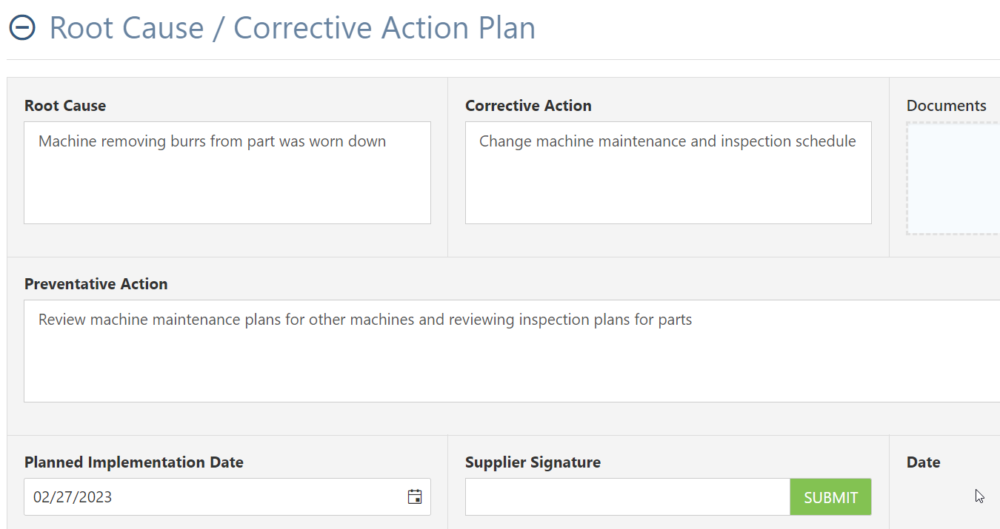 Root Cause / Corrective Action Plan
Root Cause
Corrective Action
Documents
Machine removing burrs from part was worn down
Change machine maintenance and inspection schedule
Preventative Action
Review machine maintenance plans for other machines and reviewing inspection plans for parts
Planned Implementation Date
Supplier Signature
Date
02/27/2023
SUBMIT